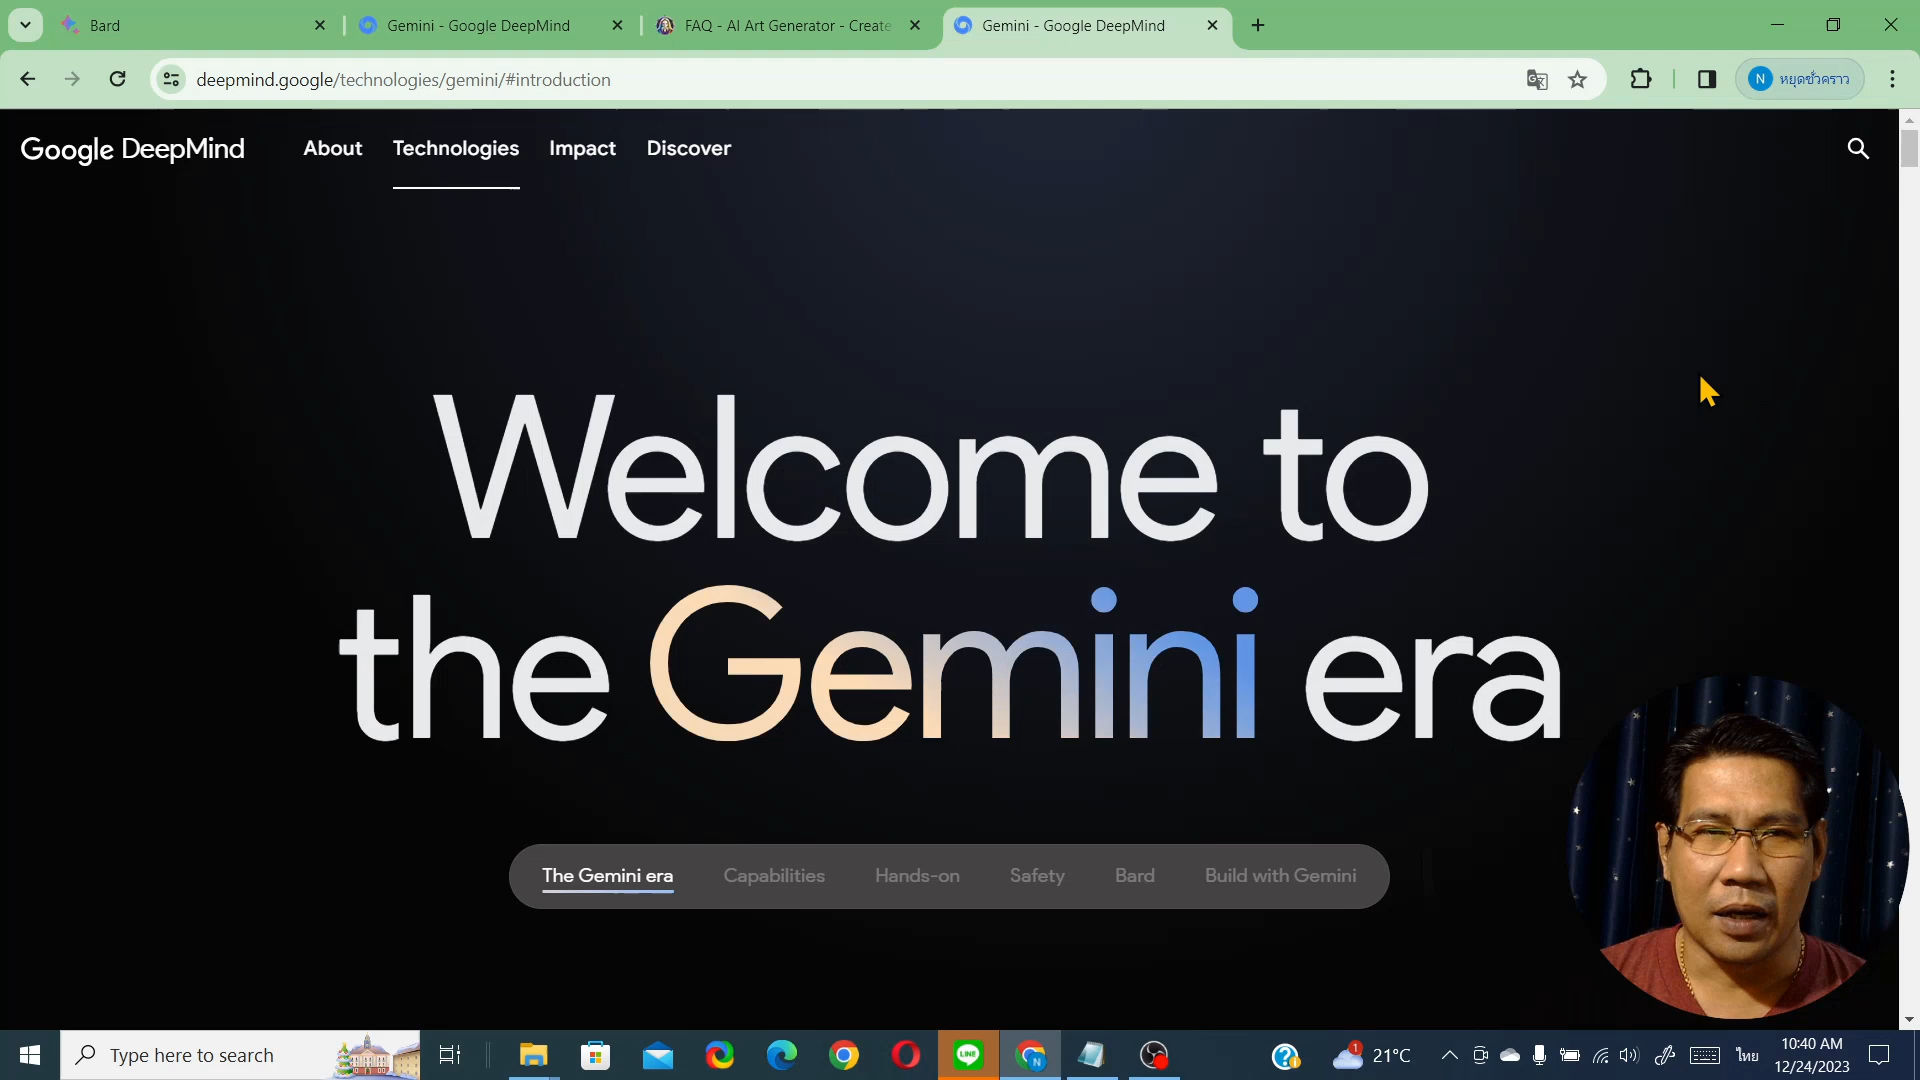 Bard
Gemini - Google DeepMind
FAQ - AI Art Generator - Create
Gemini - Google DeepMind
deepmind.google/technologies/gemini/#introduction
N หยุดชั่วคราว
Google DeepMind
About
Technologies
Impact
Discover
Welcome to
the Gemini era
The Gemini era
Capabilities
Hands-on
Safety
Bard
Build with Gemini
Type here to search
LINE
N
1
21°C
ไทย
10:40 AM
12/24/2023